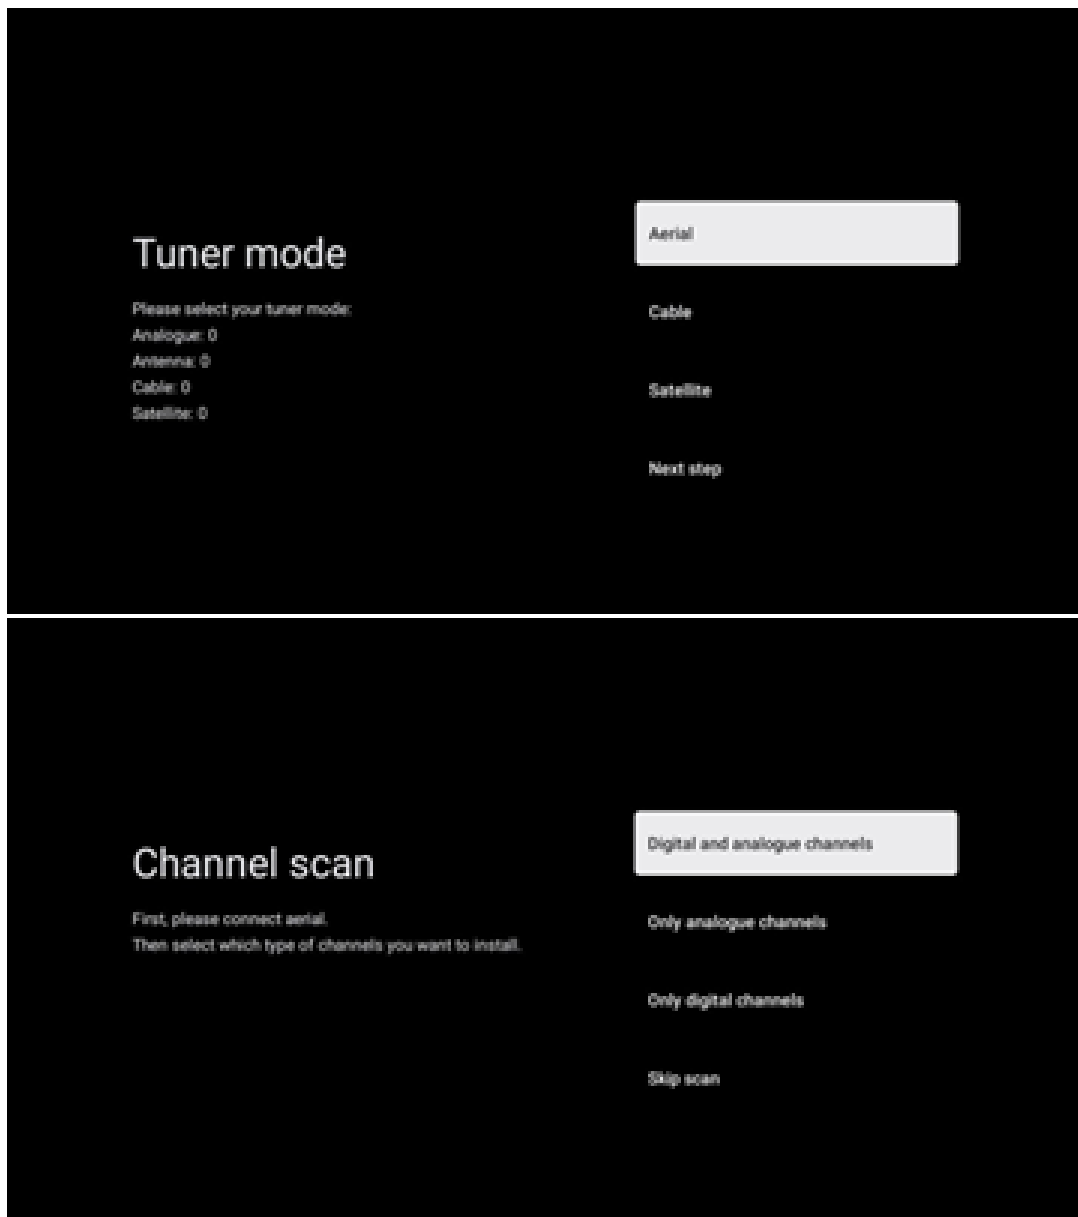 Tuner mode
Please select your tuner mode:
Analogue: 0
Antenna: 0
Cable: 0
Satellite: 0
Aerial
Cable
Satellite
Next step
Channel scan
First, please connect aerial.
Then select which type of channels you want to install.
Digital and analogue channels
Only analogue channels
Only digital channels
Skip scan